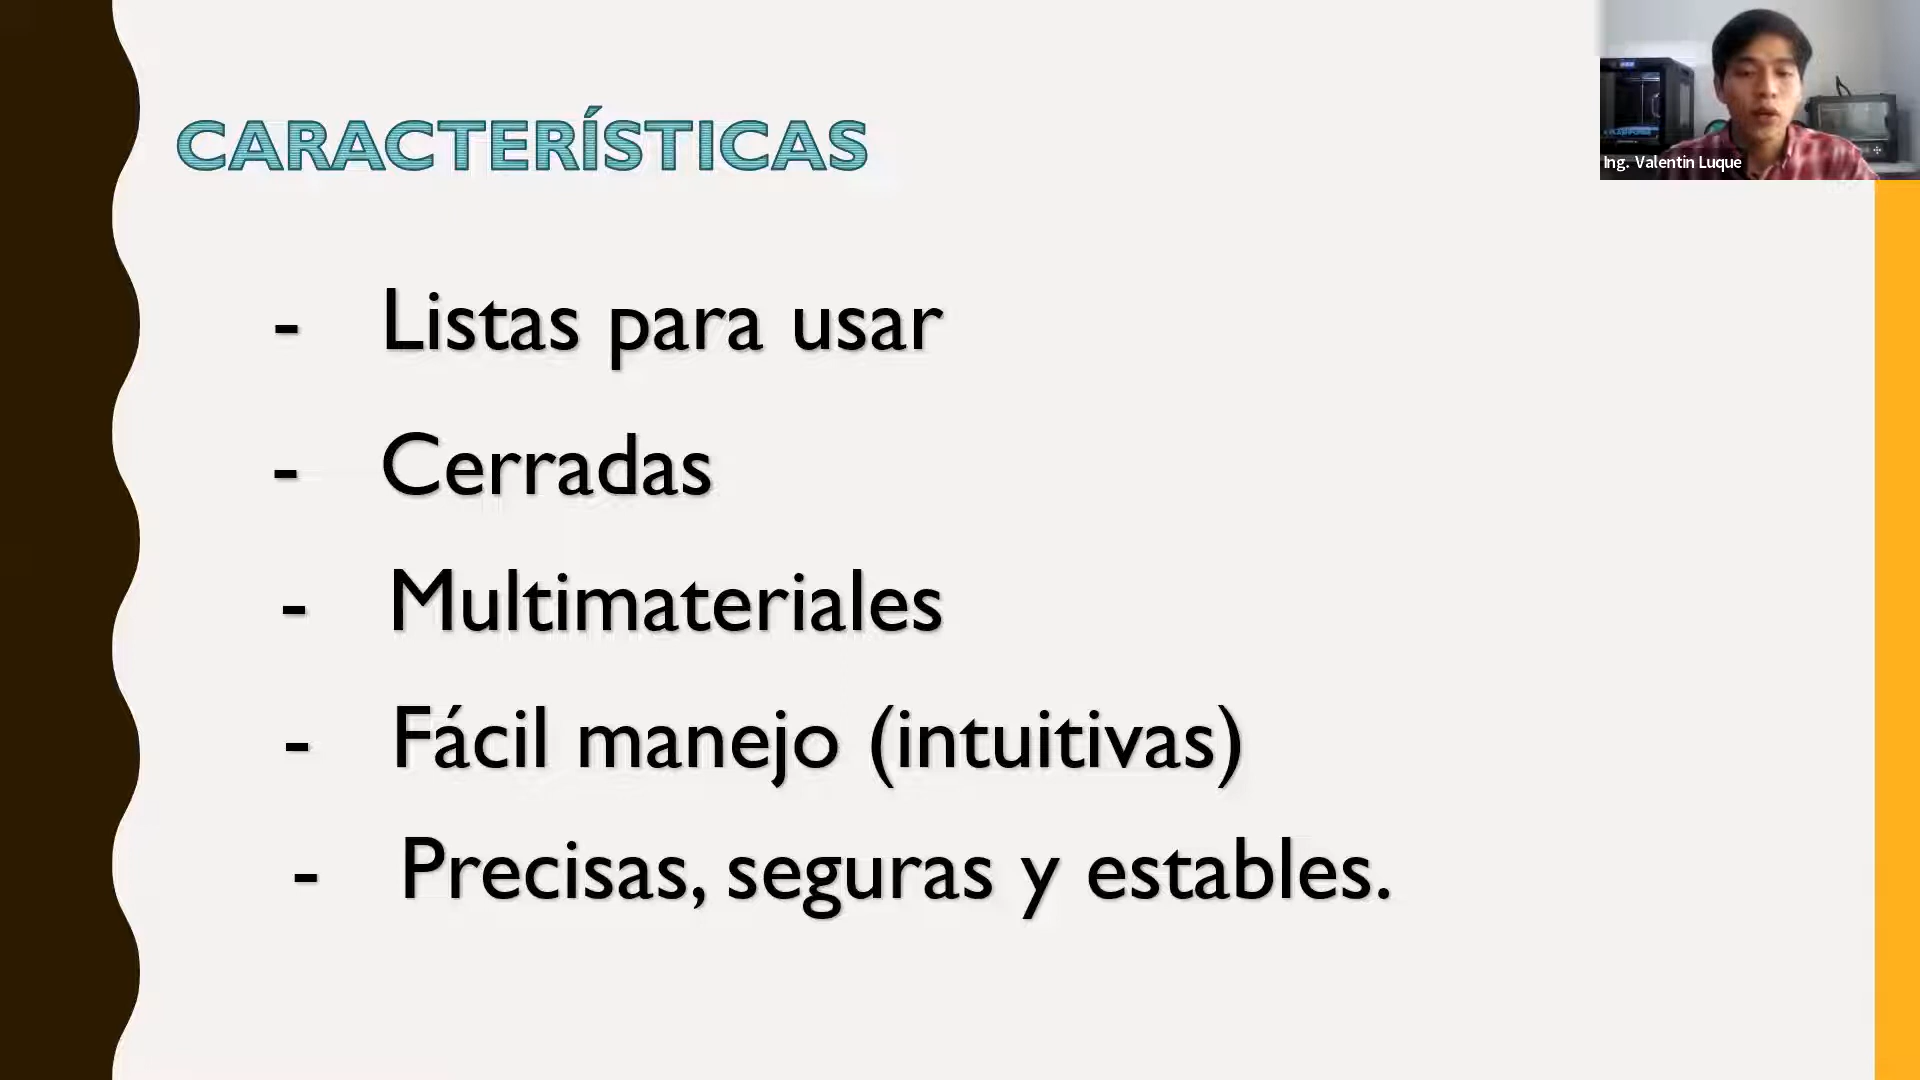 CARACTERÍSTICAS
Ing. Valentin Luque
- Listas para usar
- Cerradas
- Multimateriales
- Fácil manejo (intuitivas)
- Precisas, seguras y estables.